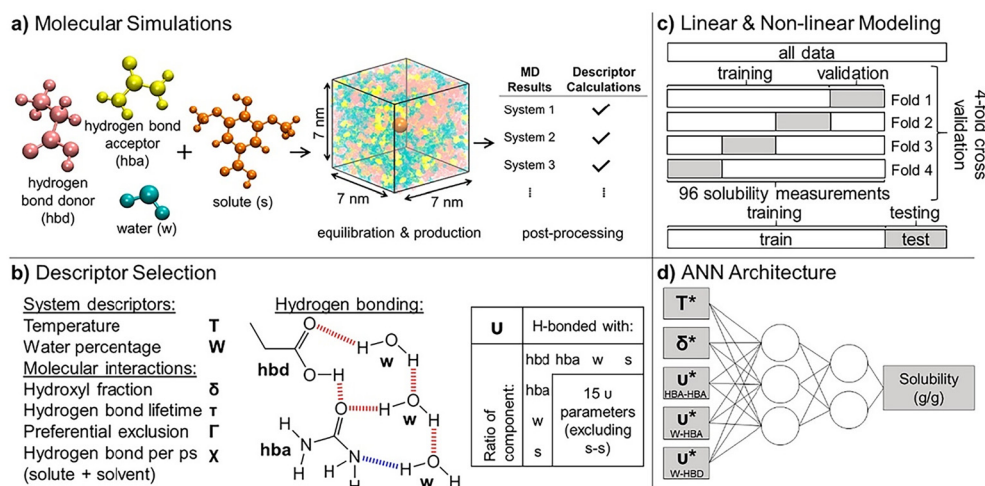 a) Molecular Simulations
hydrogen bond
acceptor
(hba)
hydrogen
bond donor
(hbd)
water (w)
solute (s)
7 nm
7 nm
7 nm
equilibration & production
MD
Results
Descriptor
Calculations
System 1
System 2
System 3
post-processing
b) Descriptor Selection
System descriptors:
Temperature T
Water percentage W
Molecular interactions:
Hydroxyl fraction δ
Hydrogen bond lifetime τ
Preferential exclusion Γ
Hydrogen bond per ps χ
(solute + solvent)
Hydrogen bonding:
O
H O
w
H
hbd
O H
O
H O
w
H
hba
H N
H
N H
H
H O
w
H
υ H-bonded with:
hbd hba w s
Ratio of
component:
hba
w
s
15 υ
parameters
(excluding
s-s)
c) Linear & Non-linear Modeling
all data
training validation
Fold 1
Fold 2
Fold 3
Fold 4
4-fold cross
validation
96 solubility measurements
training testing
train test
d) ANN Architecture
T*
δ*
υ*
HBA-HBA
υ*
W-HBA
υ*
W-HBD
Solubility
(g/g)